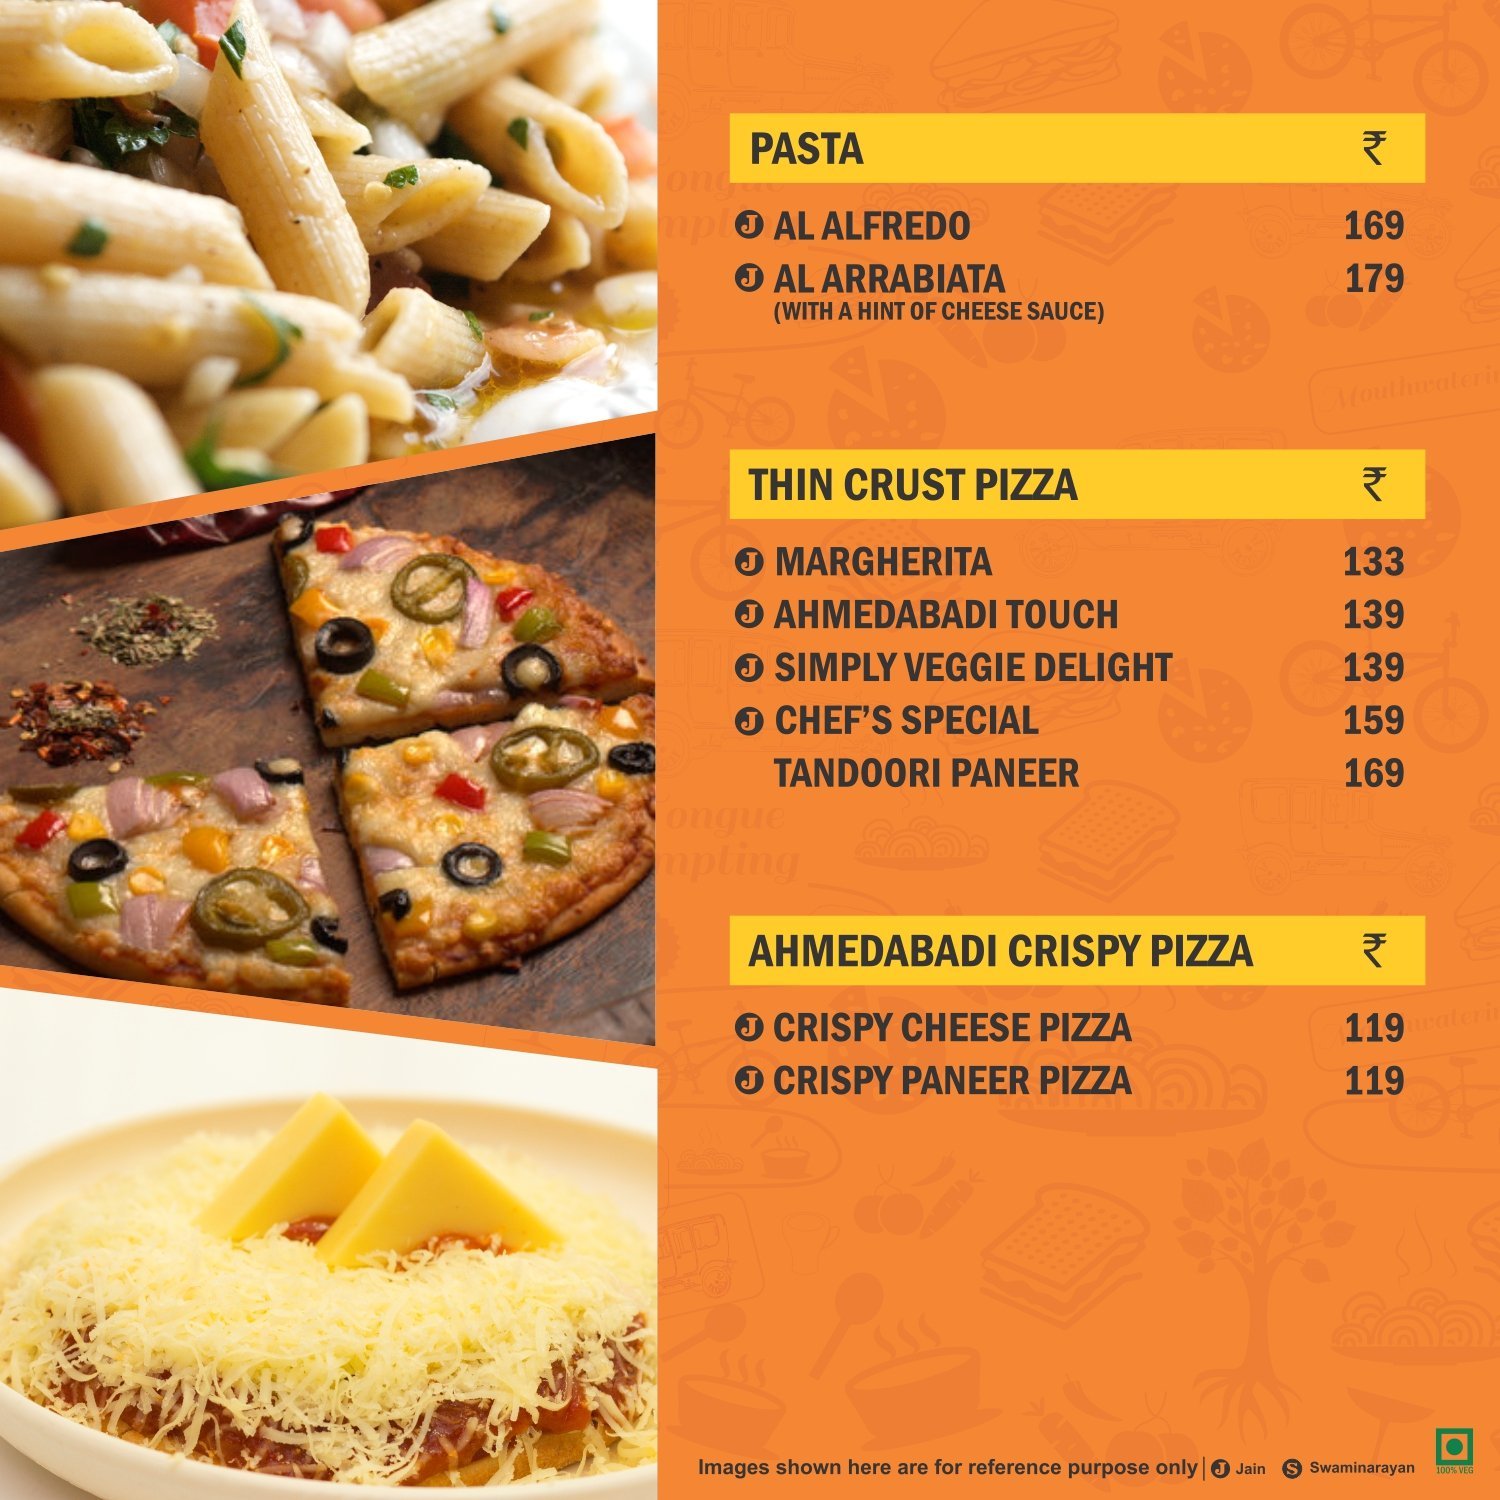 PASTA ₹
J AL ALFREDO 169
J AL ARRABIATA 179
(WITH A HINT OF CHEESE SAUCE)
THIN CRUST PIZZA ₹
J MARGHERITA 133
J AHMEDABADI TOUCH 139
J SIMPLY VEGGIE DELIGHT 139
J CHEF'S SPECIAL 159
TANDOORI PANEER 169
AHMEDABADI CRISPY PIZZA ₹
J CRISPY CHEESE PIZZA 119
J CRISPY PANEER PIZZA 119
Images shown here are for reference purpose only | J Jain S Swaminarayan
100% VEG